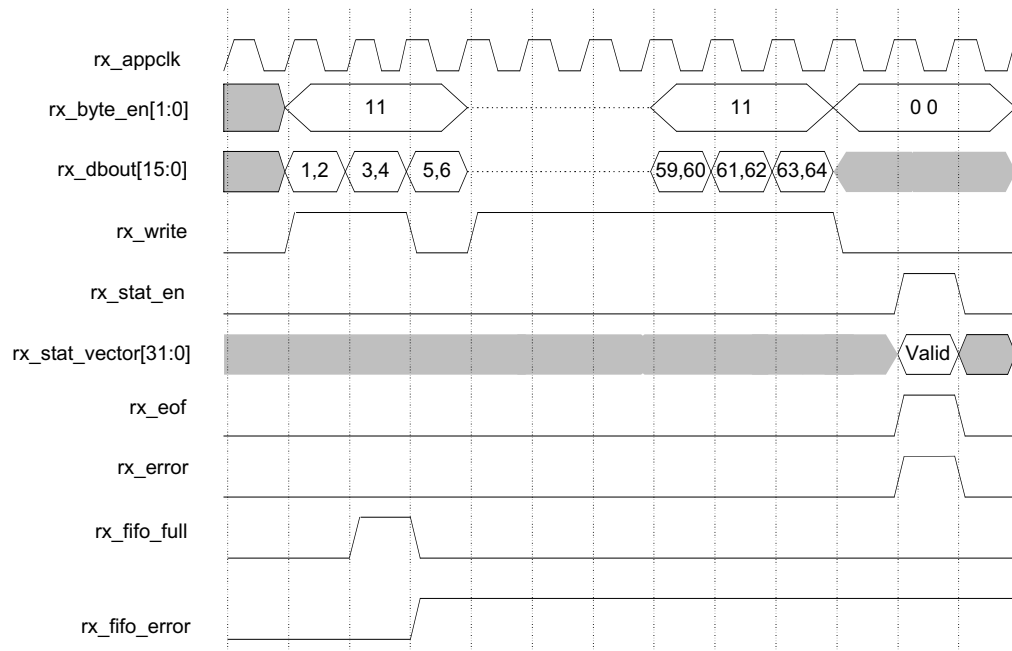 rx_appclk
rx_byte_en[1:0] 11 11 0 0
rx_dbout[15:0] 1,2 3,4 5,6 59,60 61,62 63,64
rx_write
rx_stat_en
rx_stat_vector[31:0] Valid
rx_eof
rx_error
rx_fifo_full
rx_fifo_error